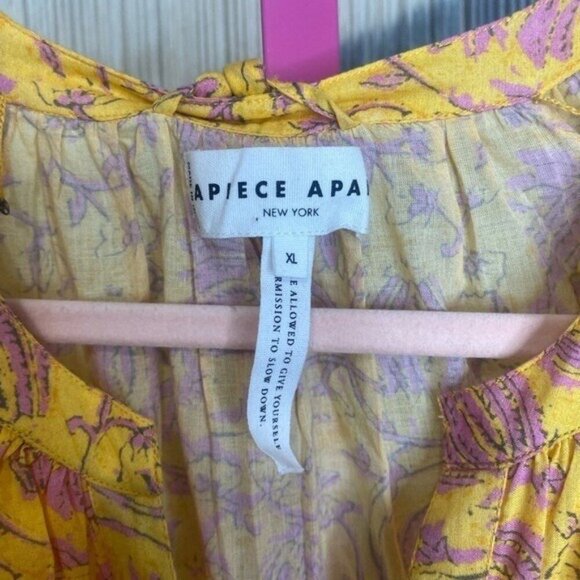 APIECE APA
NEW YORK
XL
E ALLOWED TO GIVE YOURSELF
RMISSION TO SLOW DOWN.